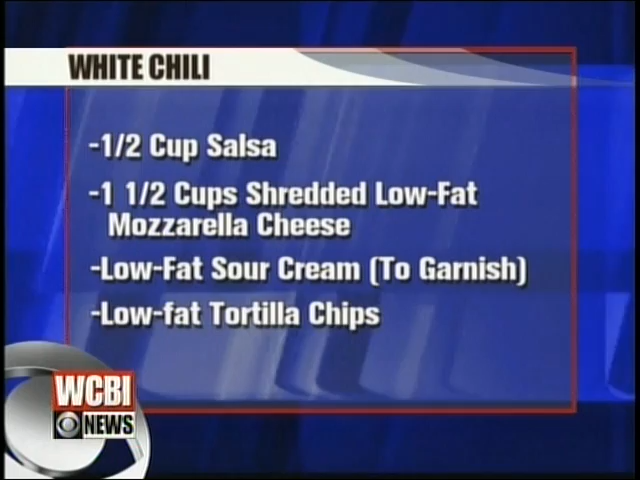 WHITE CHILI
-1/2 Cup Salsa
-1 1/2 Cups Shredded Low-Fat
Mozzarella Cheese
-Low-Fat Sour Cream (To Garnish)
-Low-fat Tortilla Chips
WCBI
NEWS